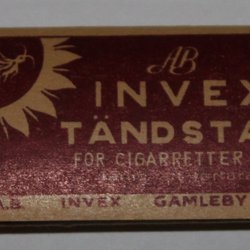 AB
INVEX
TÄNDSTA
FÖR CIGARRETTER
A.B. INVEX GAMLEBY